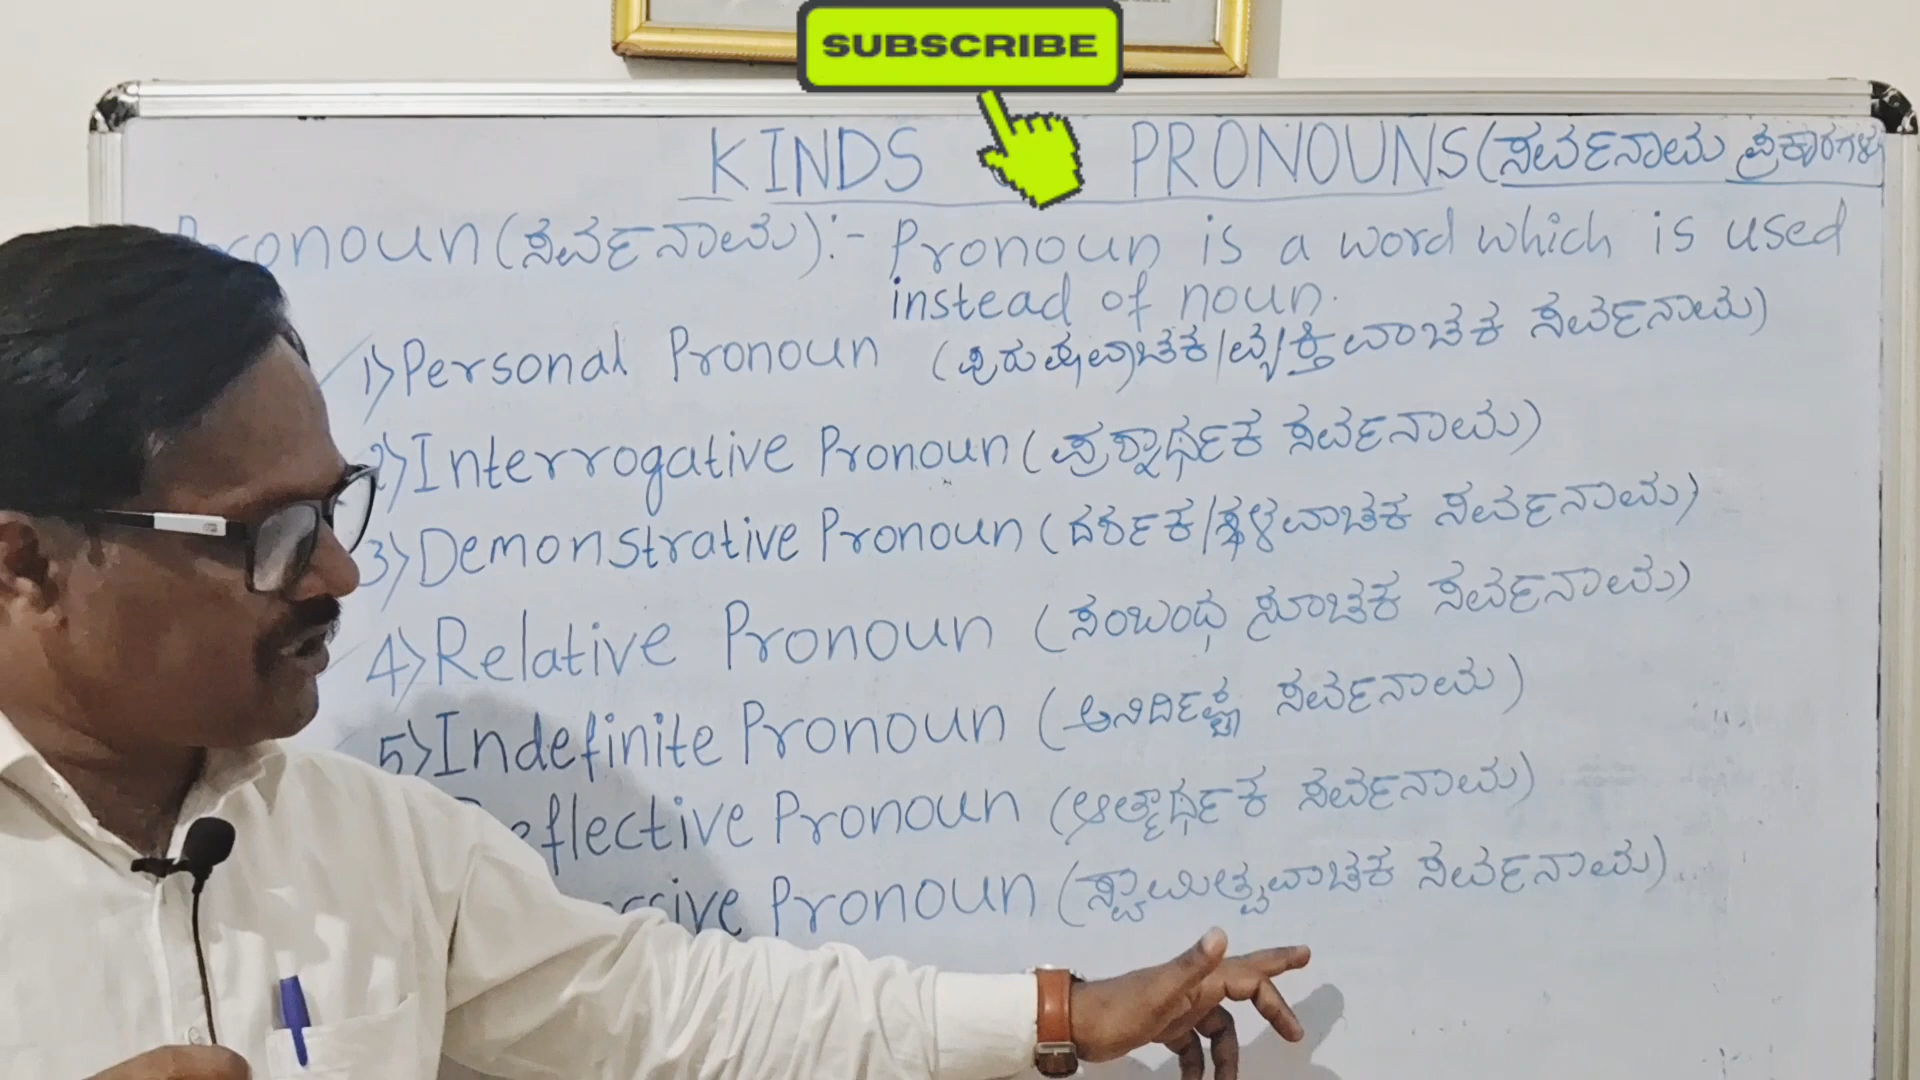 SUBSCRIBE
KINDS PRONOUNS (ಸರ್ವನಾಮ ಪ್ರಕಾರಗಳು
Pronoun (ಸರ್ವನಾಮ):- Pronoun is a word which is used
instead of noun.
1) Personal Pronoun (ಪುರುಷವಾಚಕ/ವ್ಯಕ್ತಿವಾಚಕ ಸರ್ವನಾಮ)
2) Interrogative Pronoun (ಪ್ರಶ್ನಾರ್ಥಕ ಸರ್ವನಾಮ)
3) Demonstrative Pronoun (ದರ್ಶಕ/ಸ್ಥಳವಾಚಕ ಸರ್ವನಾಮ)
4) Relative Pronoun (ಸಂಬಂಧ ಸೂಚಕ ಸರ್ವನಾಮ)
5) Indefinite Pronoun (ಅನಿರ್ದಿಷ್ಟ ಸರ್ವನಾಮ)
eflective Pronoun (ಆತ್ಮಾರ್ಥಕ ಸರ್ವನಾಮ)
essive Pronoun (ಸ್ವಾಮಿತ್ವವಾಚಕ ಸರ್ವನಾಮ)